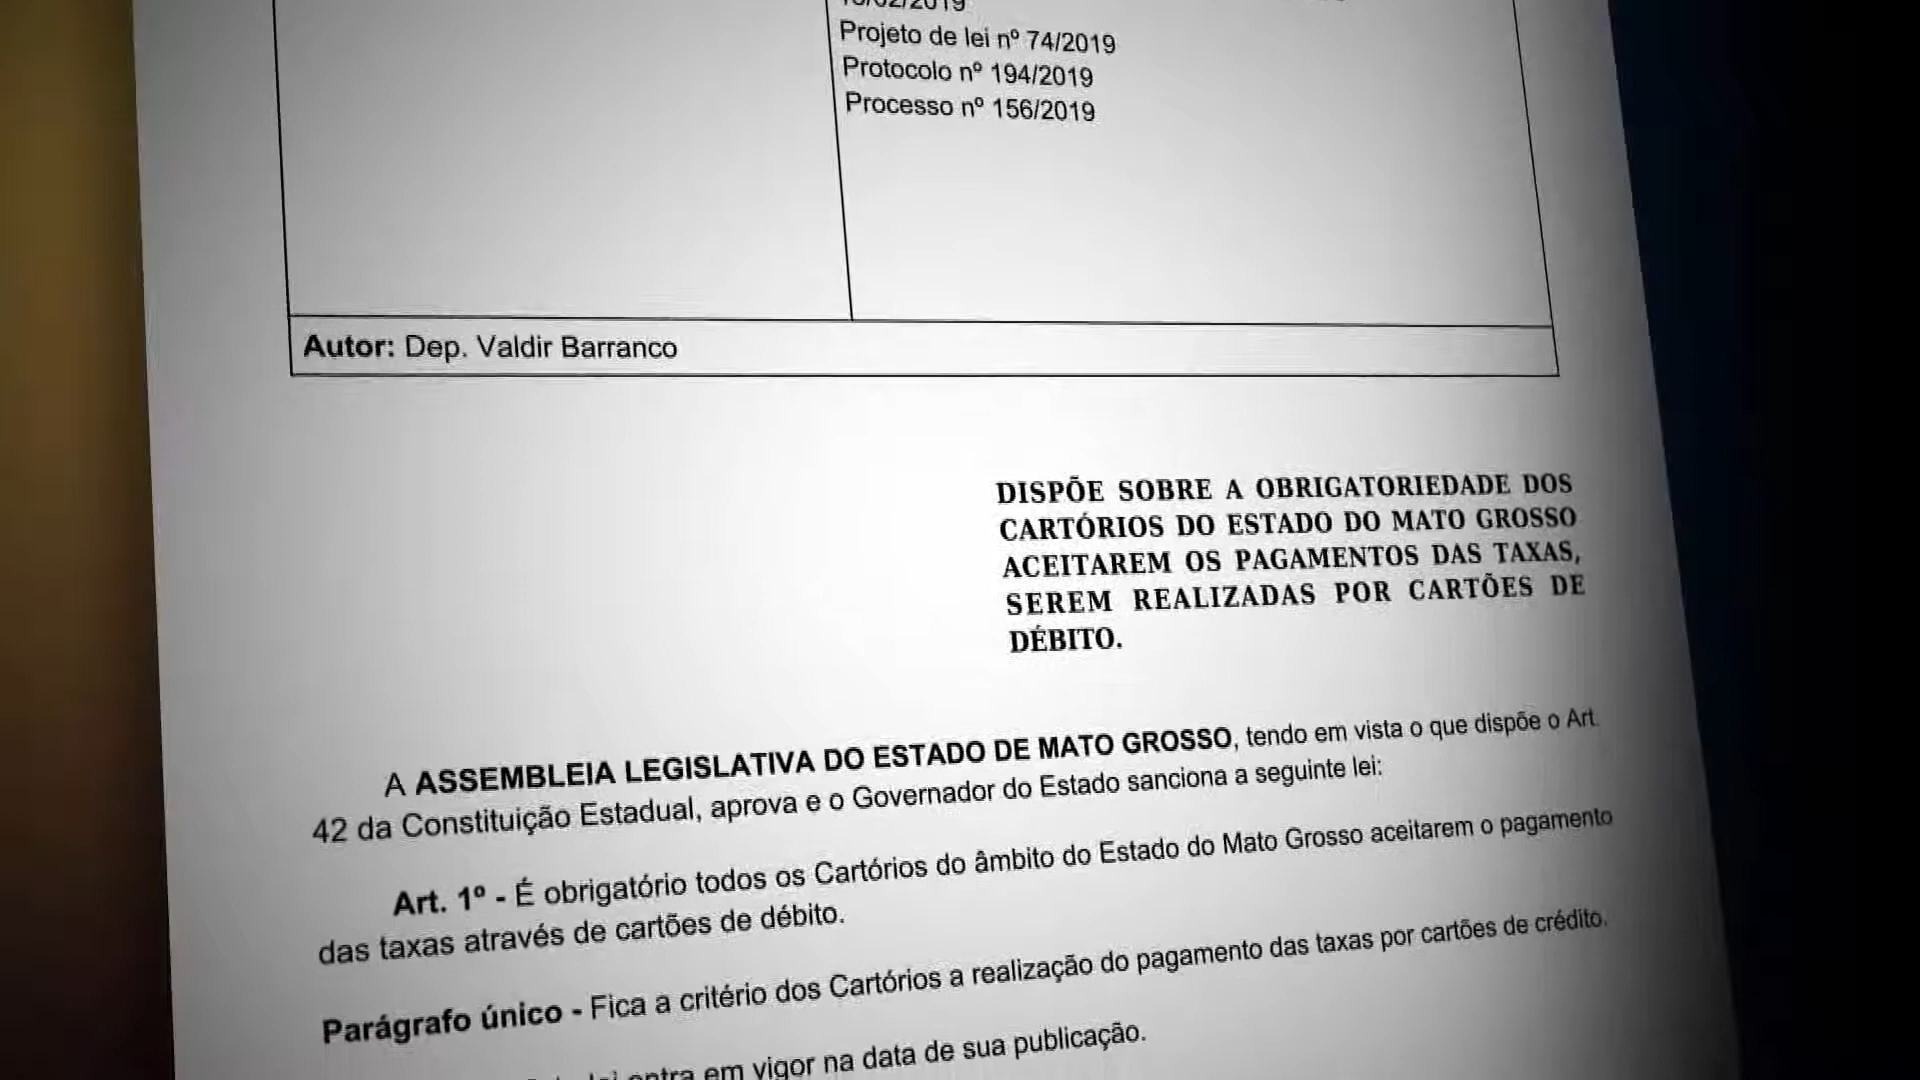 Projeto de lei nº 74/2019
Protocolo nº 194/2019
Processo nº 156/2019
Autor: Dep. Valdir Barranco
DISPÕE SOBRE A OBRIGATORIEDADE DOS
CARTÓRIOS DO ESTADO DO MATO GROSSO
ACEITAREM OS PAGAMENTOS DAS TAXAS,
SEREM REALIZADAS POR CARTÕES DE
DÉBITO.
A ASSEMBLEIA LEGISLATIVA DO ESTADO DE MATO GROSSO, tendo em vista o que dispõe o Art.
42 da Constituição Estadual, aprova e o Governador do Estado sanciona a seguinte lei:
Art. 1º - É obrigatório todos os Cartórios do âmbito do Estado do Mato Grosso aceitarem o pagamento
das taxas através de cartões de débito.
Parágrafo único - Fica a critério dos Cartórios a realização do pagamento das taxas por cartões de crédito.
entra em vigor na data de sua publicação.